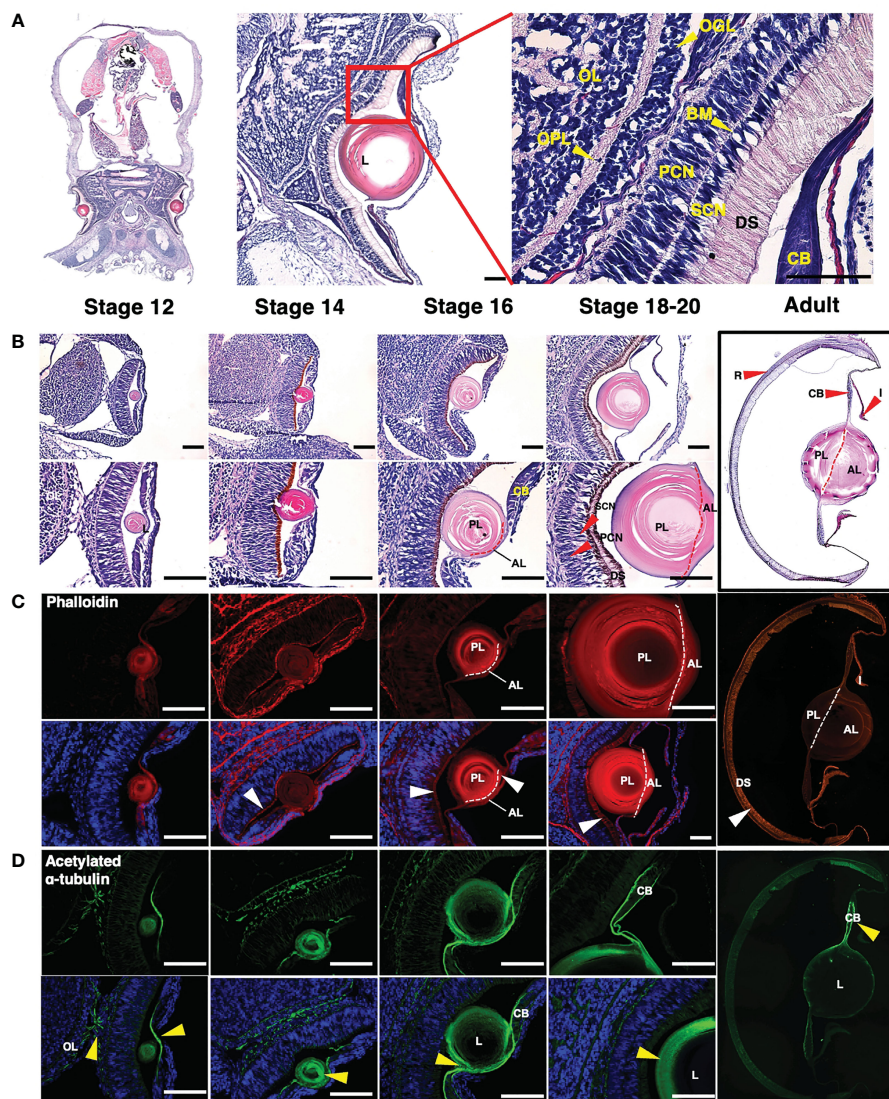 A
L
OGL
OL
BM
OPL
PCN
SCN
DS
CB
Stage 12 Stage 14 Stage 16 Stage 18-20 Adult
B
R
CB
I
PL
AL
OL
L
CB
PL
AL
SCN
PCN
DS
PL
AL
C
Phalloidin
PL
AL
PL
AL
I
PL
AL
DS
PL
AL
PL
AL
D
Acetylated
α-tubulin
CB
CB
L
OL
CB
L
L